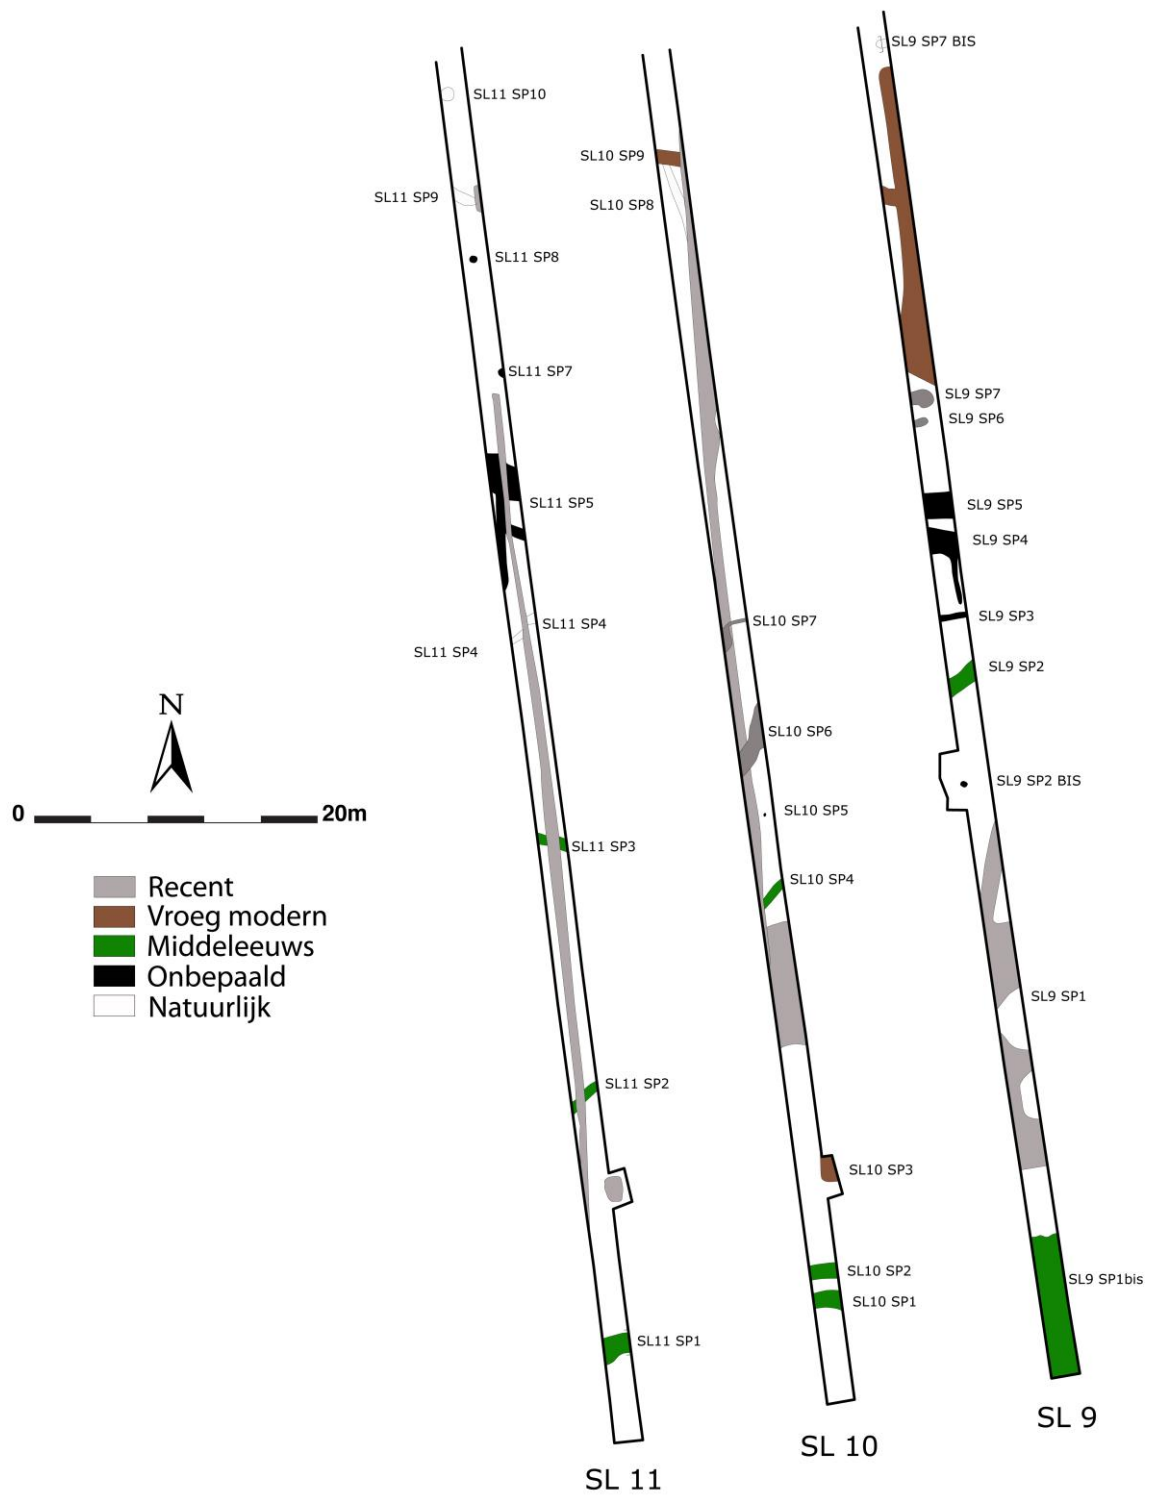 SL9 SP7 BIS
SL11 SP10
SL10 SP9
SL11 SP9
SL10 SP8
SL11 SP8
SL11 SP7
SL9 SP7
SL9 SP6
SL11 SP5
SL9 SP5
SL9 SP4
SL9 SP3
SL10 SP7
SL11 SP4
SL11 SP4
SL9 SP2
N
SL10 SP6
SL9 SP2 BIS
0 20m
SL10 SP5
SL11 SP3
SL10 SP4
Recent
Vroeg modern
Middeleeuws
Onbepaald
Natuurlijk
SL9 SP1
SL11 SP2
SL10 SP3
SL10 SP2
SL9 SP1bis
SL10 SP1
SL11 SP1
SL 9
SL 10
SL 11